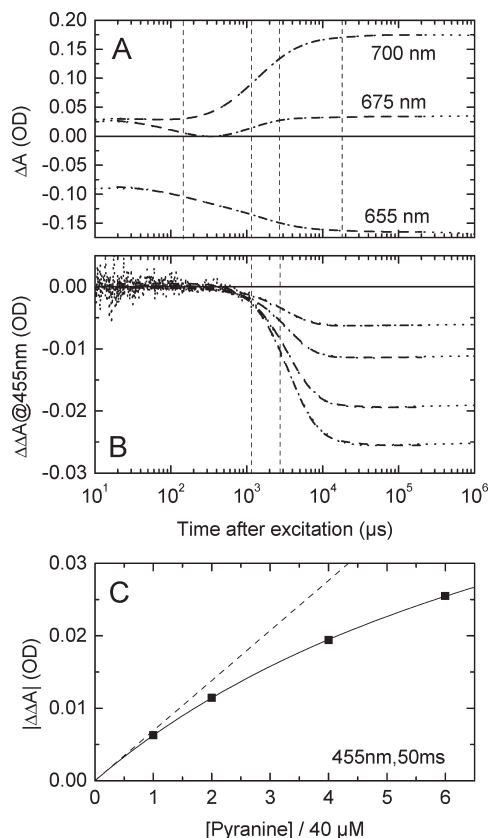 A
0.20
0.15
0.10
0.05
0.00
-0.05
-0.10
-0.15
ΔA (OD)
700 nm
675 nm
655 nm
B
0.00
-0.01
-0.02
-0.03
ΔΔA@455nm (OD)
10¹ 10² 10³ 10⁴ 10⁵ 10⁶
Time after excitation (µs)
C
0.03
0.02
0.01
0.00
|ΔΔA| (OD)
455nm,50ms
0 1 2 3 4 5 6
[Pyranine] / 40 µM